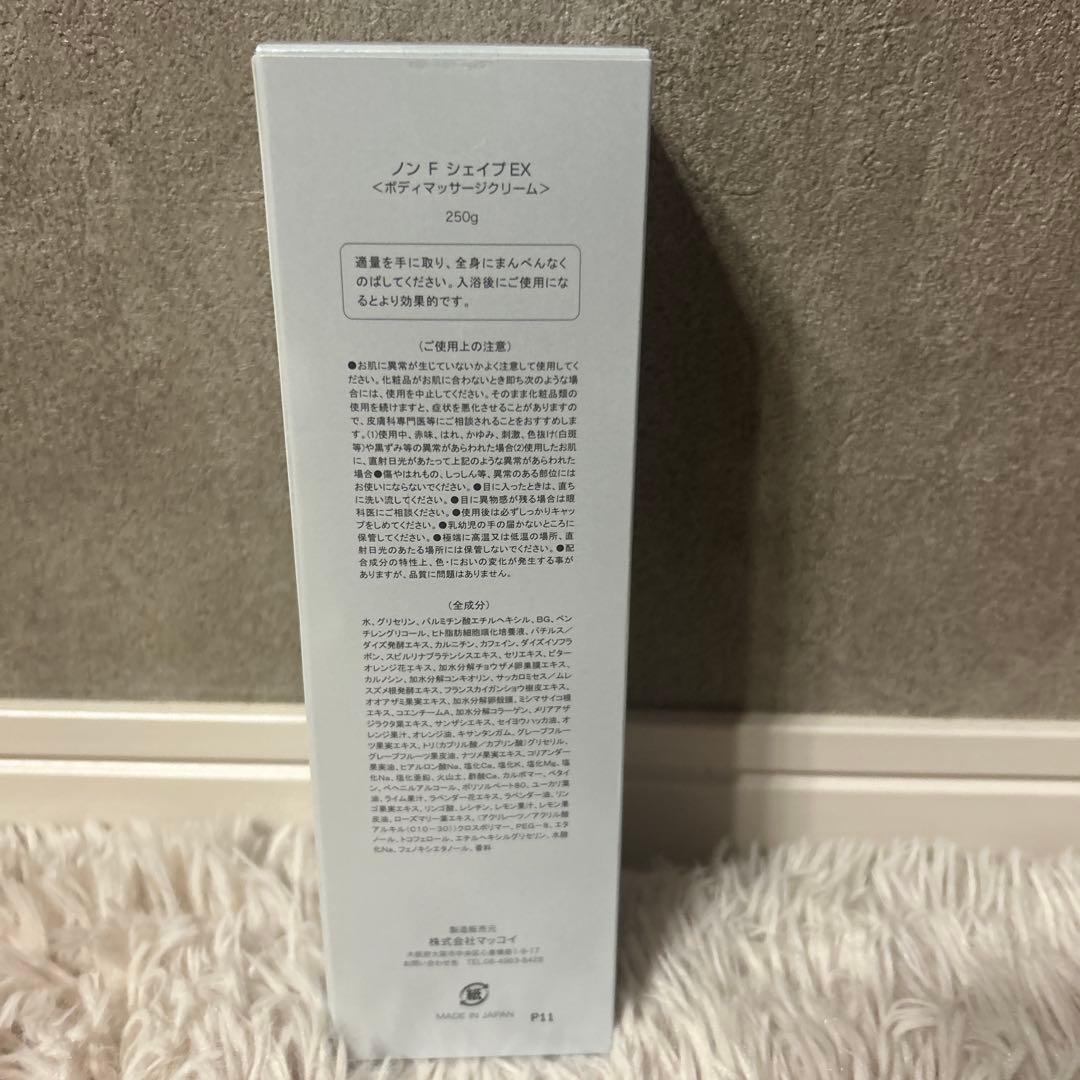 ノン F シェイプEX
＜ボディマッサージクリーム＞
250g
適量を手に取り、全身にまんべんなく
のばしてください。入浴後にご使用にな
るとより効果的です。
（ご使用上の注意）
●お肌に異常が生じていないかよく注意して使用してく
ださい。化粧品がお肌に合わないとき即ち次のような場
合には、使用を中止してください。そのまま化粧品類の
使用を続けますと、症状を悪化させることがありますの
で、皮膚科専門医等にご相談されることをおすすめしま
す。(1)使用中、赤味、はれ、かゆみ、刺激、色抜け(白斑
等)や黒ずみ等の異常があらわれた場合(2)使用したお肌
に、直射日光があたって上記のような異常があらわれた
場合●傷やはれもの、しっしん等、異常のある部位には
お使いにならないでください。●目に入ったときは、直ち
に洗い流してください。●目に異物感が残る場合は眼
科医にご相談ください。●使用後は必ずしっかりキャッ
プをしめてください。●乳幼児の手の届かないところに
保管してください。●極端に高温又は低温の場所、直
射日光のあたる場所には保管しないでください。●配
合成分の特性上、色・においの変化が発生する事が
ありますが、品質に問題はありません。
（全成分）
水、グリセリン、パルミチン酸エチルヘキシル、BG、ペン
チレングリコール、ヒト脂肪細胞順化培養液、バチルス／
ダイズ発酵エキス、カルニチン、カフェイン、ダイズイソフラ
ボン、スピルリナプラテンシスエキス、セリエキス、ビター
オレンジ花エキス、加水分解チョウザメ卵巣膜エキス、
カルノシン、加水分解コンキオリン、サッカロミセス／ムレ
スズメ根発酵エキス、フランスカイガンショウ樹皮エキス、
オオアザミ果実エキス、加水分解卵殻膜、ミシマサイコ根
エキス、コエンチームA、加水分解コラーゲン、メリアアザ
ジラクタ葉エキス、サンザシエキス、セイヨウハッカ油、オ
レンジ果汁、オレンジ油、キサンタンガム、グレープフルー
ツ果実エキス、トリ(カプリル酸／カプリン酸)グリセリル、
グレープフルーツ果皮油、ナツメ果実エキス、コリアンダー
果実油、ヒアルロン酸Na、塩化Ca、塩化K、塩化Mg、塩
化Na、塩化亜鉛、火山土、酢酸Ca、カルボマー、ベタイ
ン、ベヘニルアルコール、ポリソルベート80、ユーカリ葉
油、ライム果汁、ラベンダー花エキス、ラベンダー油、リン
ゴ果実エキス、リンゴ酸、レシチン、レモン果汁、レモン果
皮油、ローズマリー葉エキス、(アクリレーツ／アクリル酸
アルキル(C10－30))クロスポリマー、PEG－8、エタ
ノール、トコフェロール、エチルヘキシルグリセリン、水酸
化Na、フェノキシエタノール、香料
製造販売元
株式会社マッコイ
大阪府大阪市中央区心斎橋筋1-9-17
お問い合わせ先 TEL.06-4963-8428
紙
MADE IN JAPAN P11